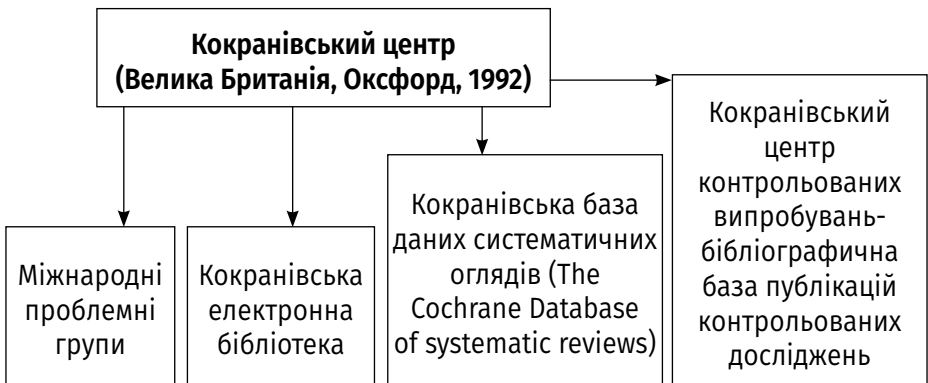 Кокранівський центр
(Велика Британія, Оксфорд, 1992)
Міжнародні
проблемні
групи
Кокранівська
електронна
бібліотека
Кокранівська база
даних систематичних
оглядів (The
Cochrane Database
of systematic reviews)
Кокранівський
центр
контрольованих
випробувань-
бібліографична
база публікацій
контрольованих
досліджень